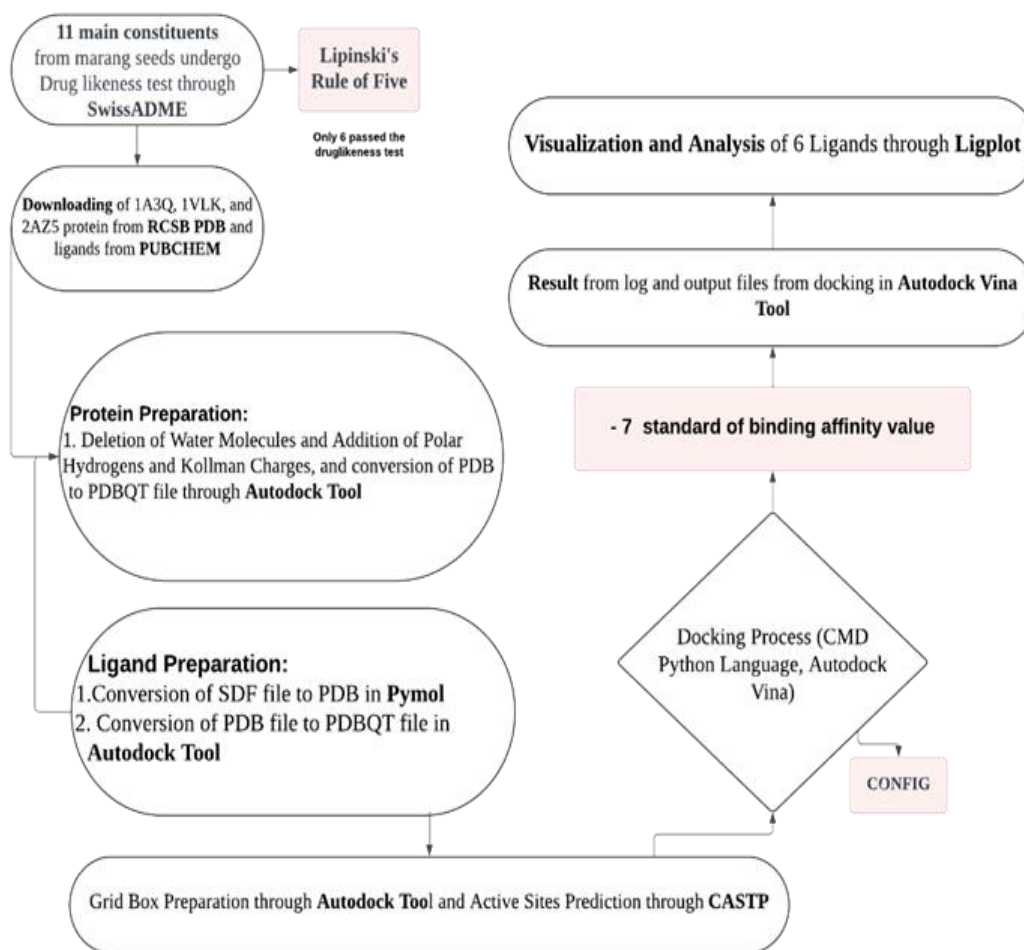 11 main constituents
from marang seeds undergo
Drug likeness test through
SwissADME
Lipinski's
Rule of Five
Only 6 passed the
druglikeness test
Downloading of 1A3Q, 1VLK, and
2AZ5 protein from RCSB PDB and
ligands from PUBCHEM
Protein Preparation:
1. Deletion of Water Molecules and Addition of Polar
Hydrogens and Kollman Charges, and conversion of PDB
to PDBQT file through Autodock Tool
Ligand Preparation:
1.Conversion of SDF file to PDB in Pymol
2. Conversion of PDB file to PDBQT file in
Autodock Tool
Grid Box Preparation through Autodock Tool and Active Sites Prediction through CASTP
Docking Process (CMD
Python Language, Autodock
Vina)
CONFIG
- 7 standard of binding affinity value
Result from log and output files from docking in Autodock Vina
Tool
Visualization and Analysis of 6 Ligands through Ligplot